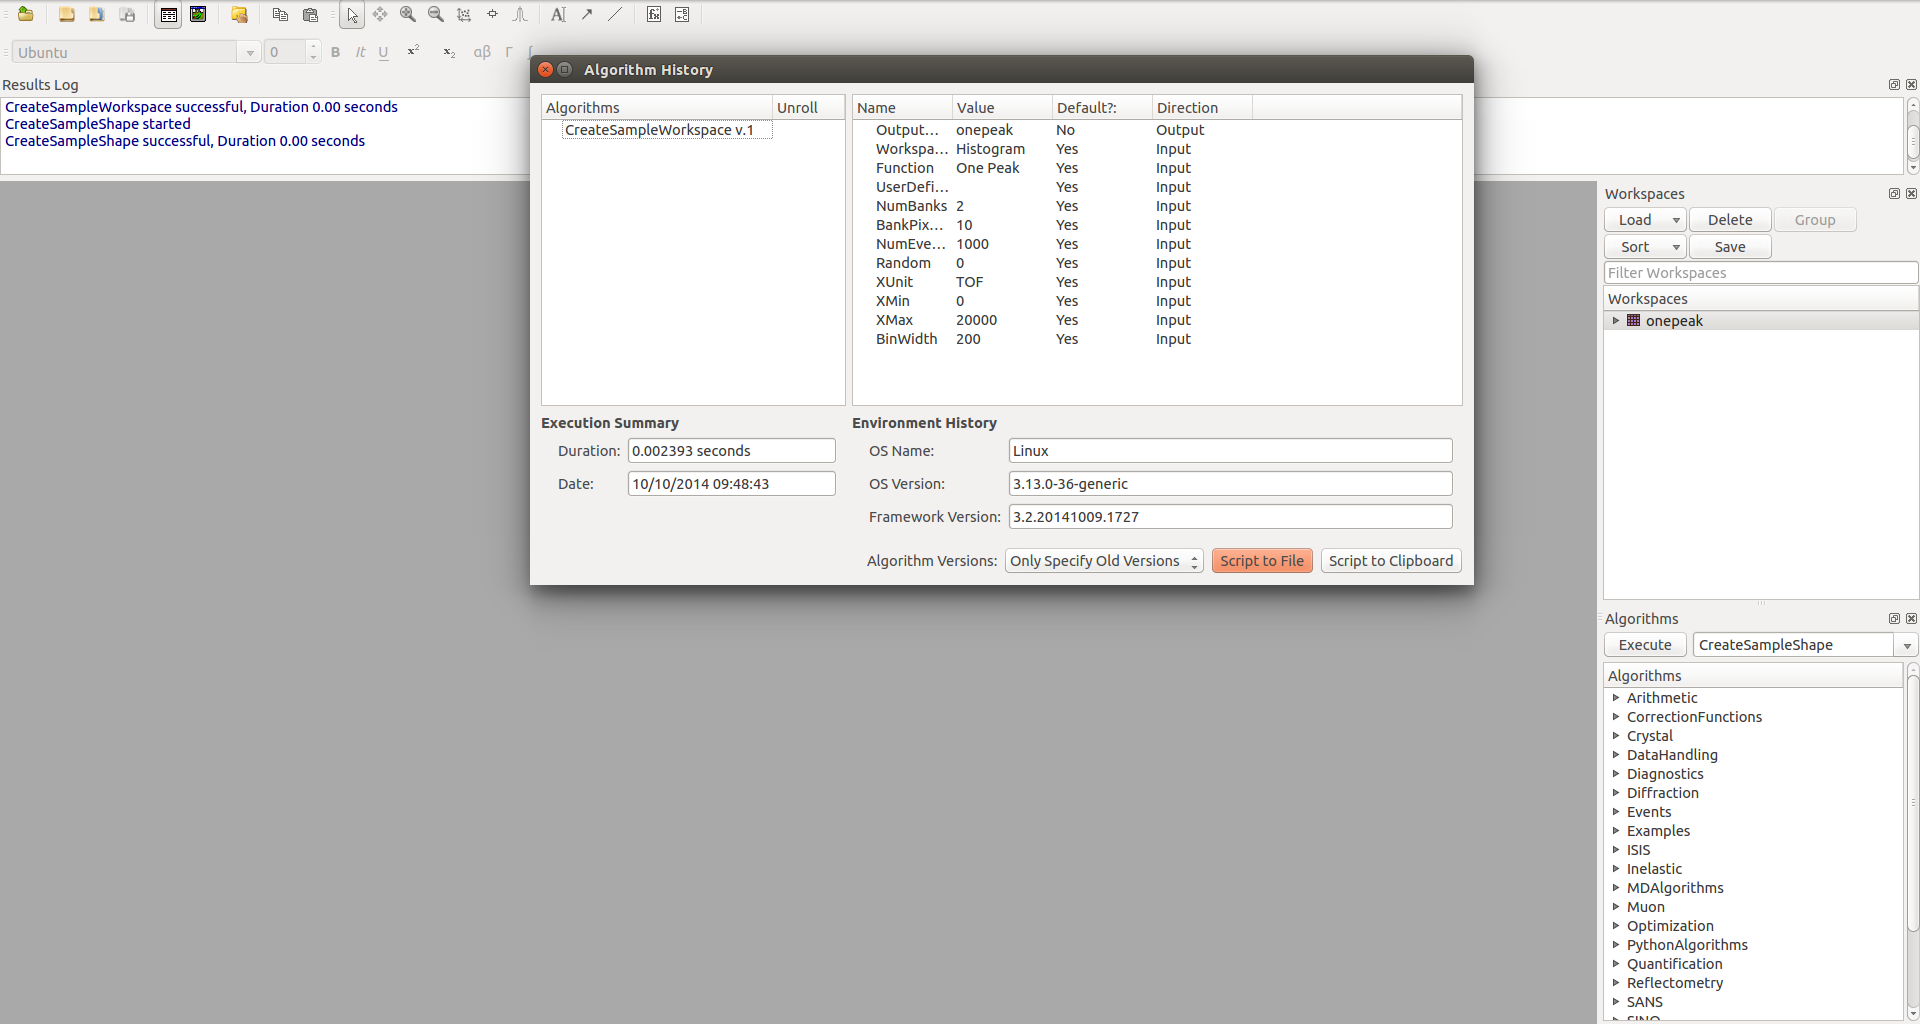 Ubuntu
0
B
It
U
x²
x₂
αβ
Γ
Results Log
CreateSampleWorkspace successful, Duration 0.00 seconds
CreateSampleShape started
CreateSampleShape successful, Duration 0.00 seconds
Algorithm History
Algorithms Unroll
CreateSampleWorkspace v.1
Name Value Default?: Direction
Output... onepeak No Output
Workspa... Histogram Yes Input
Function One Peak Yes Input
UserDefi... Yes Input
NumBanks 2 Yes Input
BankPix... 10 Yes Input
NumEve... 1000 Yes Input
Random 0 Yes Input
XUnit TOF Yes Input
XMin 0 Yes Input
XMax 20000 Yes Input
BinWidth 200 Yes Input
Execution Summary
Duration: 0.002393 seconds
Date: 10/10/2014 09:48:43
Environment History
OS Name: Linux
OS Version: 3.13.0-36-generic
Framework Version: 3.2.20141009.1727
Algorithm Versions: Only Specify Old Versions Script to File Script to Clipboard
Workspaces
Load Delete Group
Sort Save
Filter Workspaces
Workspaces
onepeak
Algorithms
Execute CreateSampleShape
Algorithms
Arithmetic
CorrectionFunctions
Crystal
DataHandling
Diagnostics
Diffraction
Events
Examples
ISIS
Inelastic
MDAlgorithms
Muon
Optimization
PythonAlgorithms
Quantification
Reflectometry
SANS